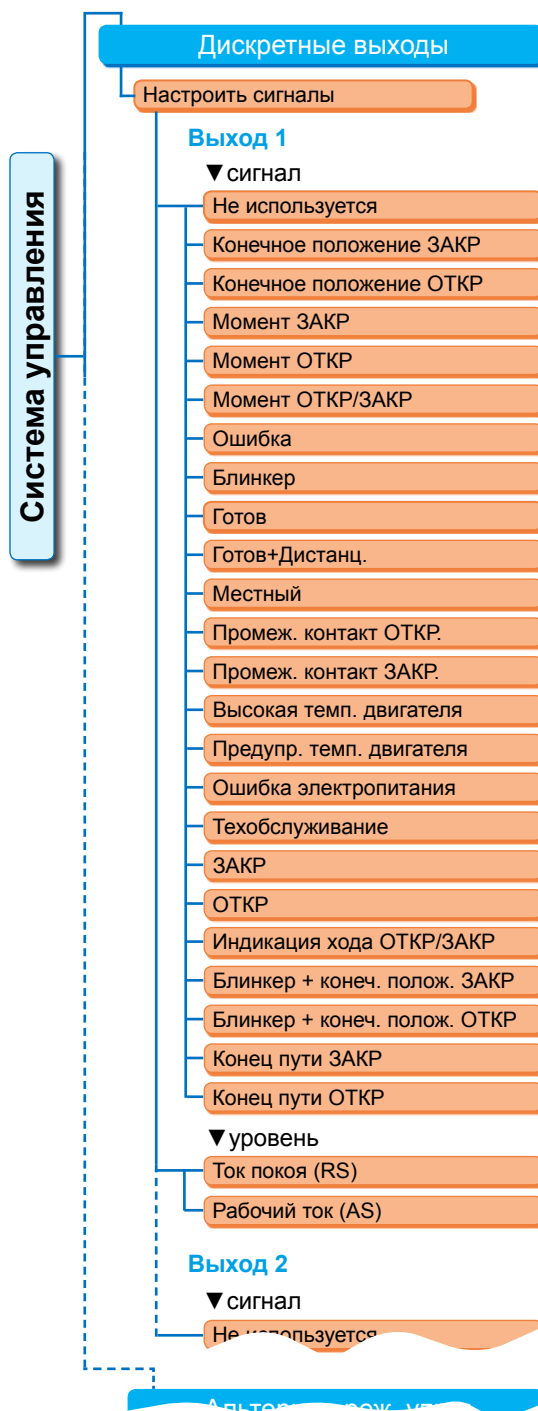 Дискретные выходы
Настроить сигналы
Система управления
Выход 1
▼сигнал
Не используется
Конечное положение ЗАКР
Конечное положение ОТКР
Момент ЗАКР
Момент ОТКР
Момент ОТКР/ЗАКР
Ошибка
Блинкер
Готов
Готов+Дистанц.
Местный
Промеж. контакт ОТКР.
Промеж. контакт ЗАКР.
Высокая темп. двигателя
Предупр. темп. двигателя
Ошибка электропитания
Техобслуживание
ЗАКР
ОТКР
Индикация хода ОТКР/ЗАКР
Блинкер + конеч. полож. ЗАКР
Блинкер + конеч. полож. ОТКР
Конец пути ЗАКР
Конец пути ОТКР
▼уровень
Ток покоя (RS)
Рабочий ток (AS)
Выход 2
▼сигнал
Не используется